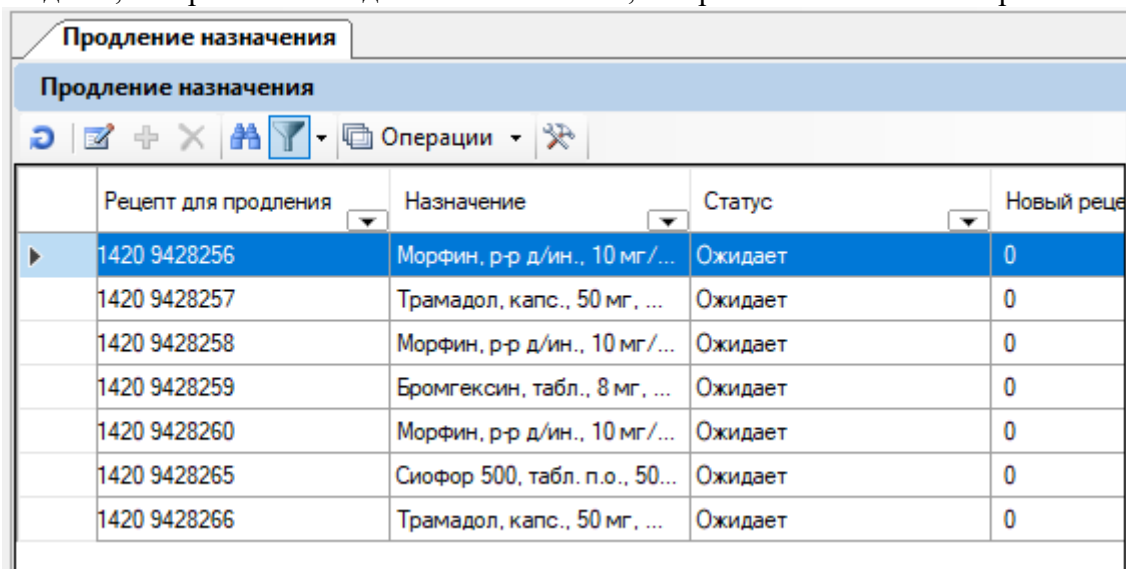 Продление назначения
Продление назначения
Операции
Рецепт для продления Назначение Статус Новый реце
1420 9428256 Морфин, р-р д/ин., 10 мг/... Ожидает 0
1420 9428257 Трамадол, капс., 50 мг, ... Ожидает 0
1420 9428258 Морфин, р-р д/ин., 10 мг/... Ожидает 0
1420 9428259 Бромгексин, табл., 8 мг, ... Ожидает 0
1420 9428260 Морфин, р-р д/ин., 10 мг/... Ожидает 0
1420 9428265 Сиофор 500, табл. п.о., 50... Ожидает 0
1420 9428266 Трамадол, капс., 50 мг, ... Ожидает 0